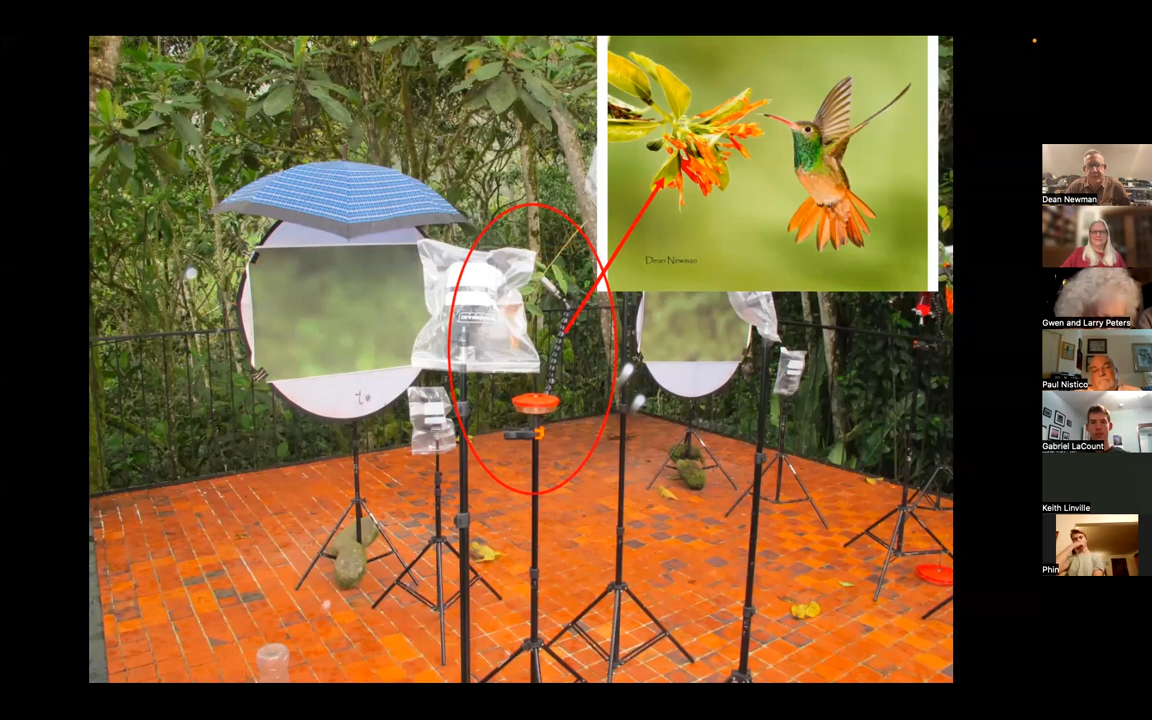 Dean Newman
Dean Newman
Gwen and Larry Peters
Paul Nistico
Gabriel LaCount
Keith Linville
Phin